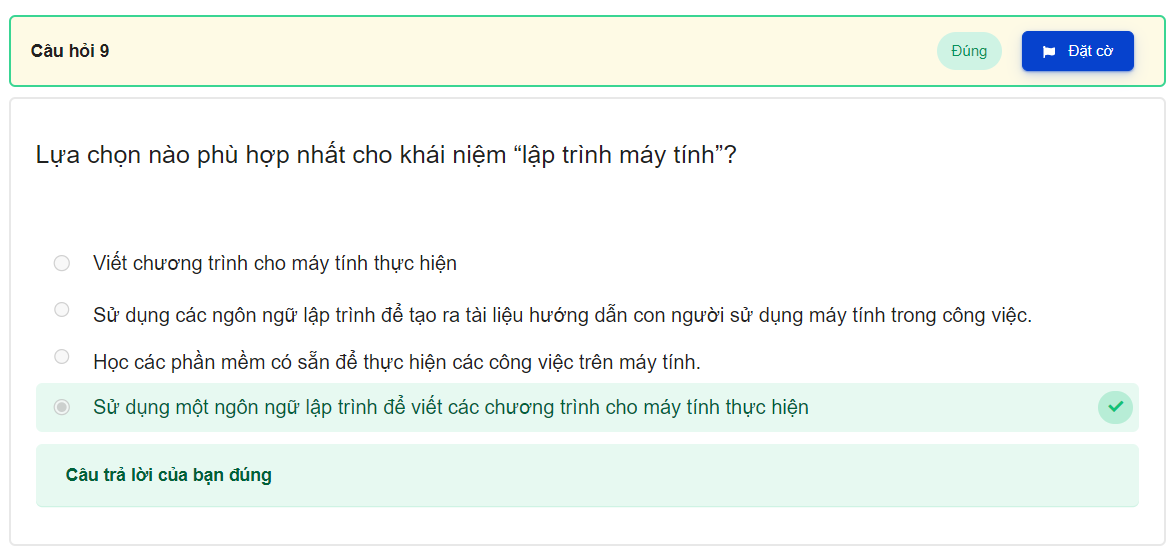 Câu hỏi 9
Đúng
Đặt cờ
Lựa chọn nào phù hợp nhất cho khái niệm “lập trình máy tính”?
Viết chương trình cho máy tính thực hiện
Sử dụng các ngôn ngữ lập trình để tạo ra tài liệu hướng dẫn con người sử dụng máy tính trong công việc.
Học các phần mềm có sẵn để thực hiện các công việc trên máy tính.
Sử dụng một ngôn ngữ lập trình để viết các chương trình cho máy tính thực hiện
Câu trả lời của bạn đúng